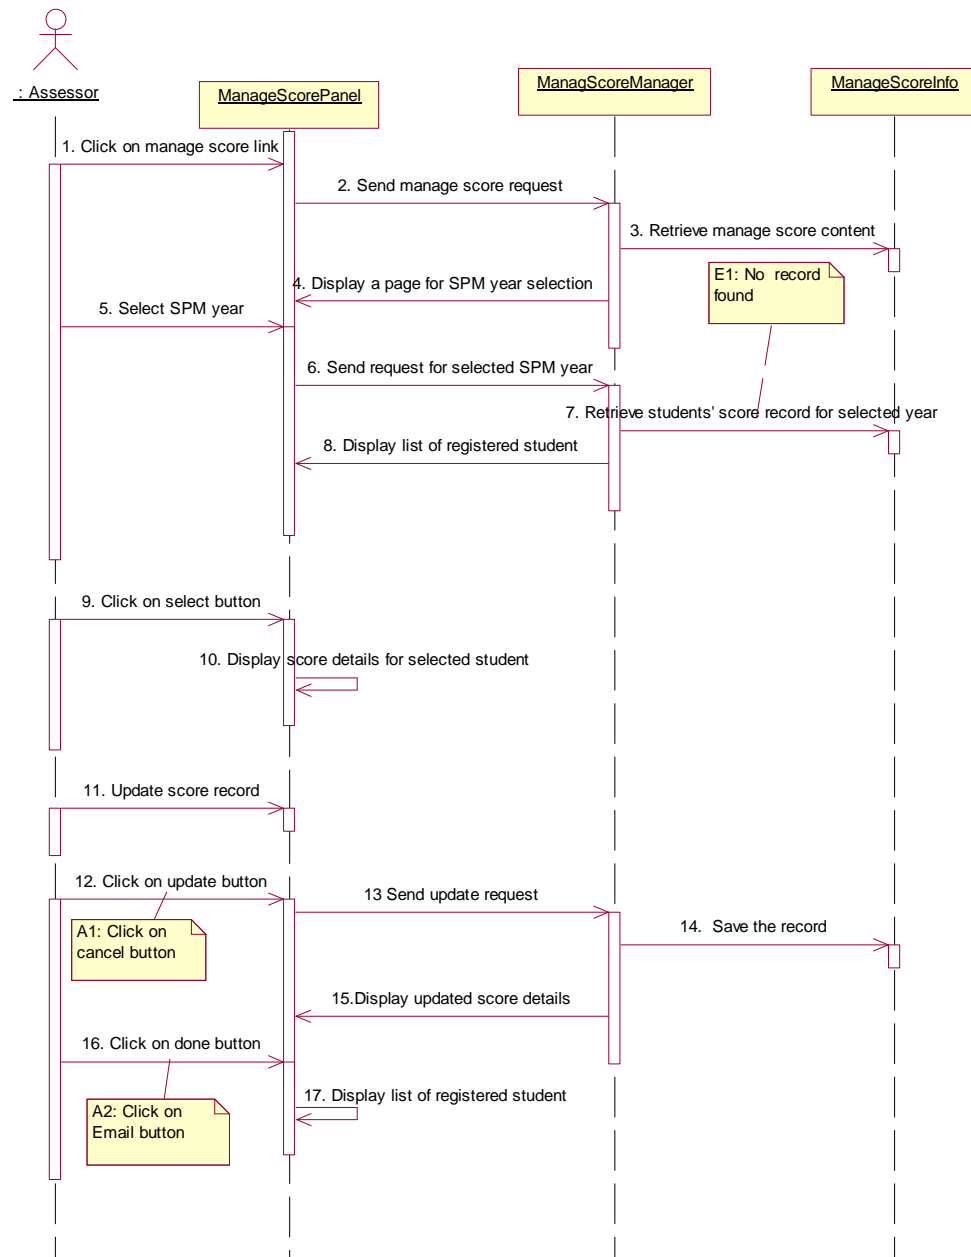 _: Assessor
ManageScorePanel
ManagScoreManager
ManageScoreInfo
1. Click on manage score link
2. Send manage score request
3. Retrieve manage score content
E1: No record
found
4. Display a page for SPM year selection
5. Select SPM year
6. Send request for selected SPM year
7. Retrieve students' score record for selected year
8. Display list of registered student
9. Click on select button
10. Display score details for selected student
11. Update score record
12. Click on update button
13 Send update request
A1: Click on
cancel button
14. Save the record
15.Display updated score details
16. Click on done button
17. Display list of registered student
A2: Click on
Email button